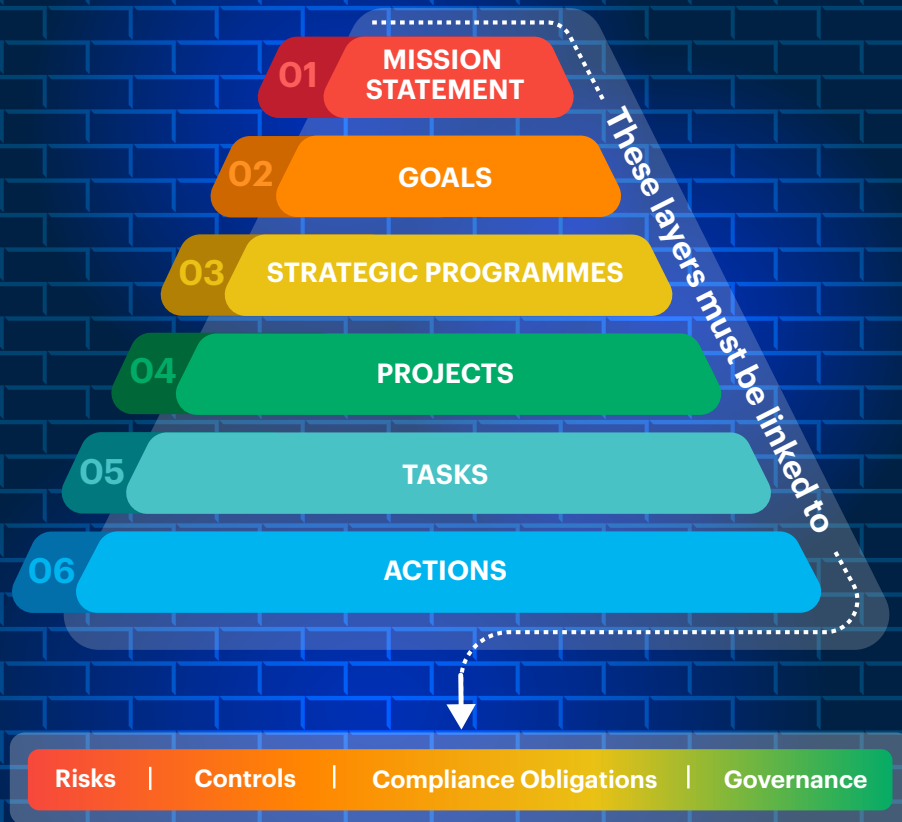 01 MISSION
STATEMENT
02 GOALS
03 STRATEGIC PROGRAMMES
04 PROJECTS
05 TASKS
06 ACTIONS
These layers must be linked to
Risks | Controls | Compliance Obligations | Governance